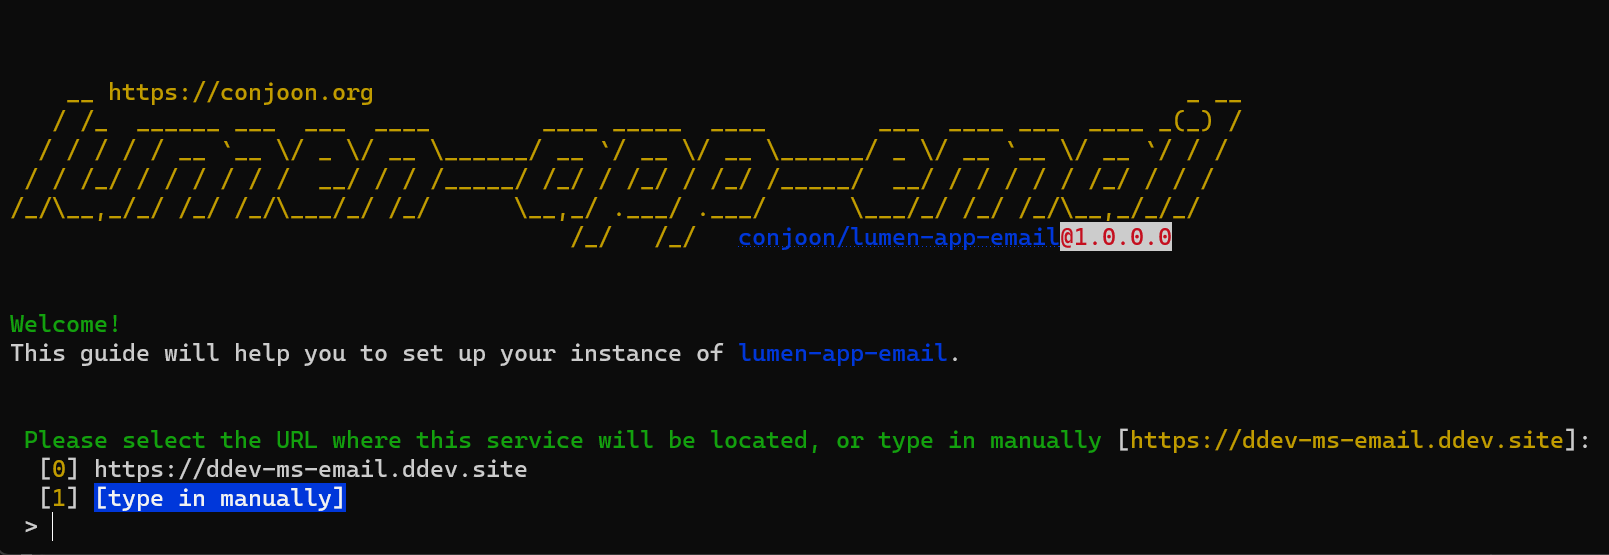 https://conjoon.org
lumen-app-email
conjoon/lumen-app-email@1.0.0.0
Welcome!
This guide will help you to set up your instance of lumen-app-email.
Please select the URL where this service will be located, or type in manually [https://ddev-ms-email.ddev.site]:
[0] https://ddev-ms-email.ddev.site
[1] [type in manually]
>